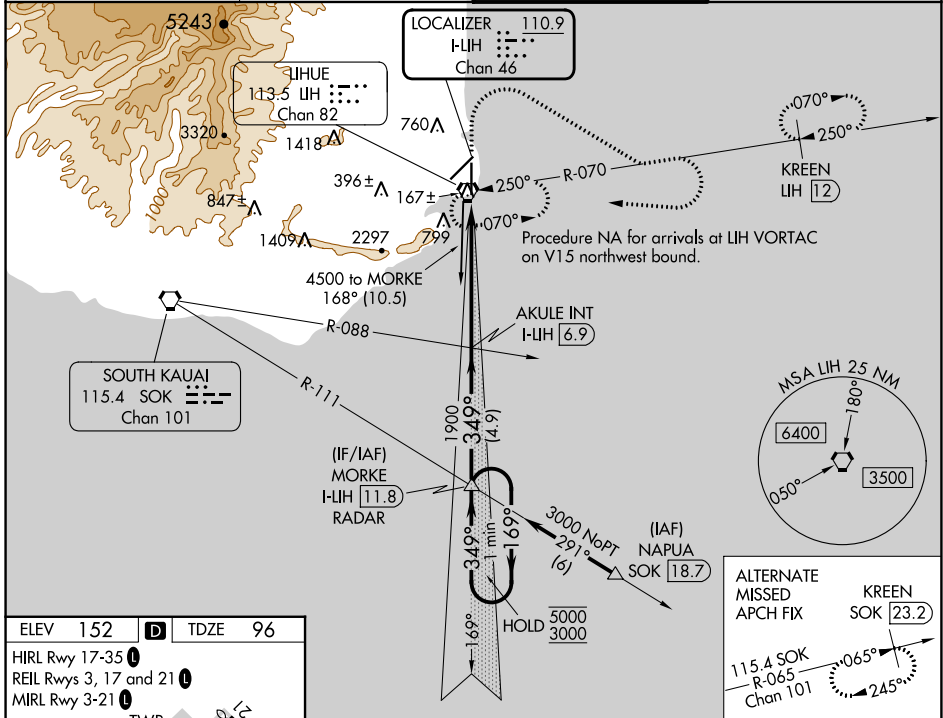 5243
LOCALIZER 110.9
I-LIH
Chan 46
LIHUE
113.5 LIH
Chan 82
3320
1418
760
396±
167±
847±
1409
2297
799
250°
R-070
070°
070°
250°
KREEN
LIH 12
Procedure NA for arrivals at LIH VORTAC
on V15 northwest bound.
4500 to MORKE
168° (10.5)
R-088
AKULE INT
I-LIH 6.9
SOUTH KAUAI
115.4 SOK
Chan 101
R-111
1900
349°
(4.9)
MSA LIH 25 NM
180°
6400
3500
050°
(IF/IAF)
MORKE
I-LIH 11.8
RADAR
349°
1 min
169°
3000 NoPT
291°
(6)
(IAF)
NAPUA
SOK 18.7
HOLD 5000
3000
169°
ALTERNATE
MISSED
APCH FIX
KREEN
SOK 23.2
115.4 SOK
R-065
Chan 101
065°
245°
ELEV 152 D TDZE 96
HIRL Rwy 17-35 L
REIL Rwys 3, 17 and 21 L
MIRL Rwy 3-21 L
21